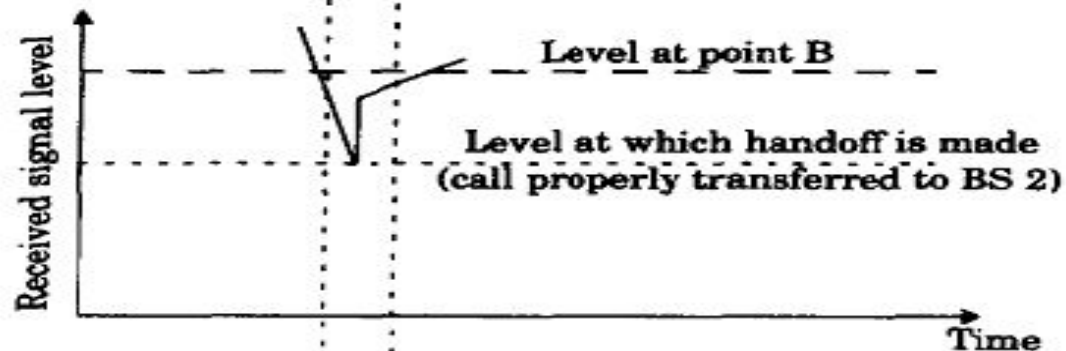 Received signal level
Level at point B
Level at which handoff is made
(call properly transferred to BS 2)
Time